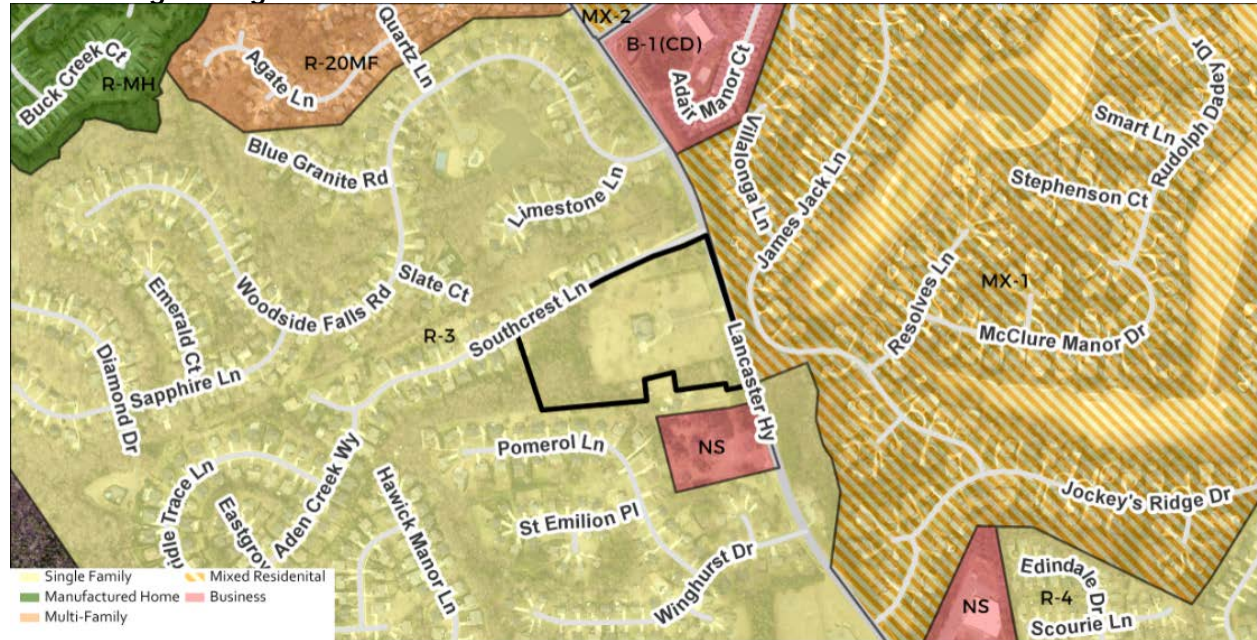 MX-2
B-1(CD)
Adair Manor Ct
Quartz Ln
R-20MF
Agate Ln
Buck Creek Ct
R-MH
Blue Granite Rd
Limestone Ln
Villalonga Ln
James Jack Ln
Smart Ln
Rudolph Dadey Dr
Stephenson Ct
Resolves Ln
MX-1
McClure Manor Dr
Slate Ct
Woodside Falls Rd
Emerald Ct
Diamond Dr
Sapphire Ln
R-3
Southcrest Ln
Lancaster Hy
NS
Pomerol Ln
St Emilion Pl
Winghurst Dr
Hawick Manor Ln
Aden Creek Wy
Trace Ln
Jockey's Ridge Dr
NS
Edindale Dr
R-4
Scourie Ln
Single Family
Mixed Residenital
Manufactured Home
Business
Multi-Family